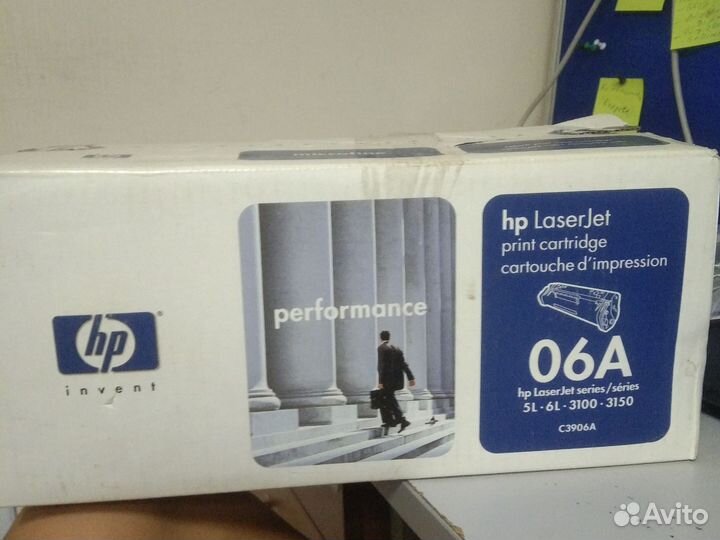 hp LaserJet
print cartridge
cartouche d'impression
06A
hp LaserJet series/séries
5L · 6L · 3100 · 3150
C3906A
performance
hp
invent
Avito